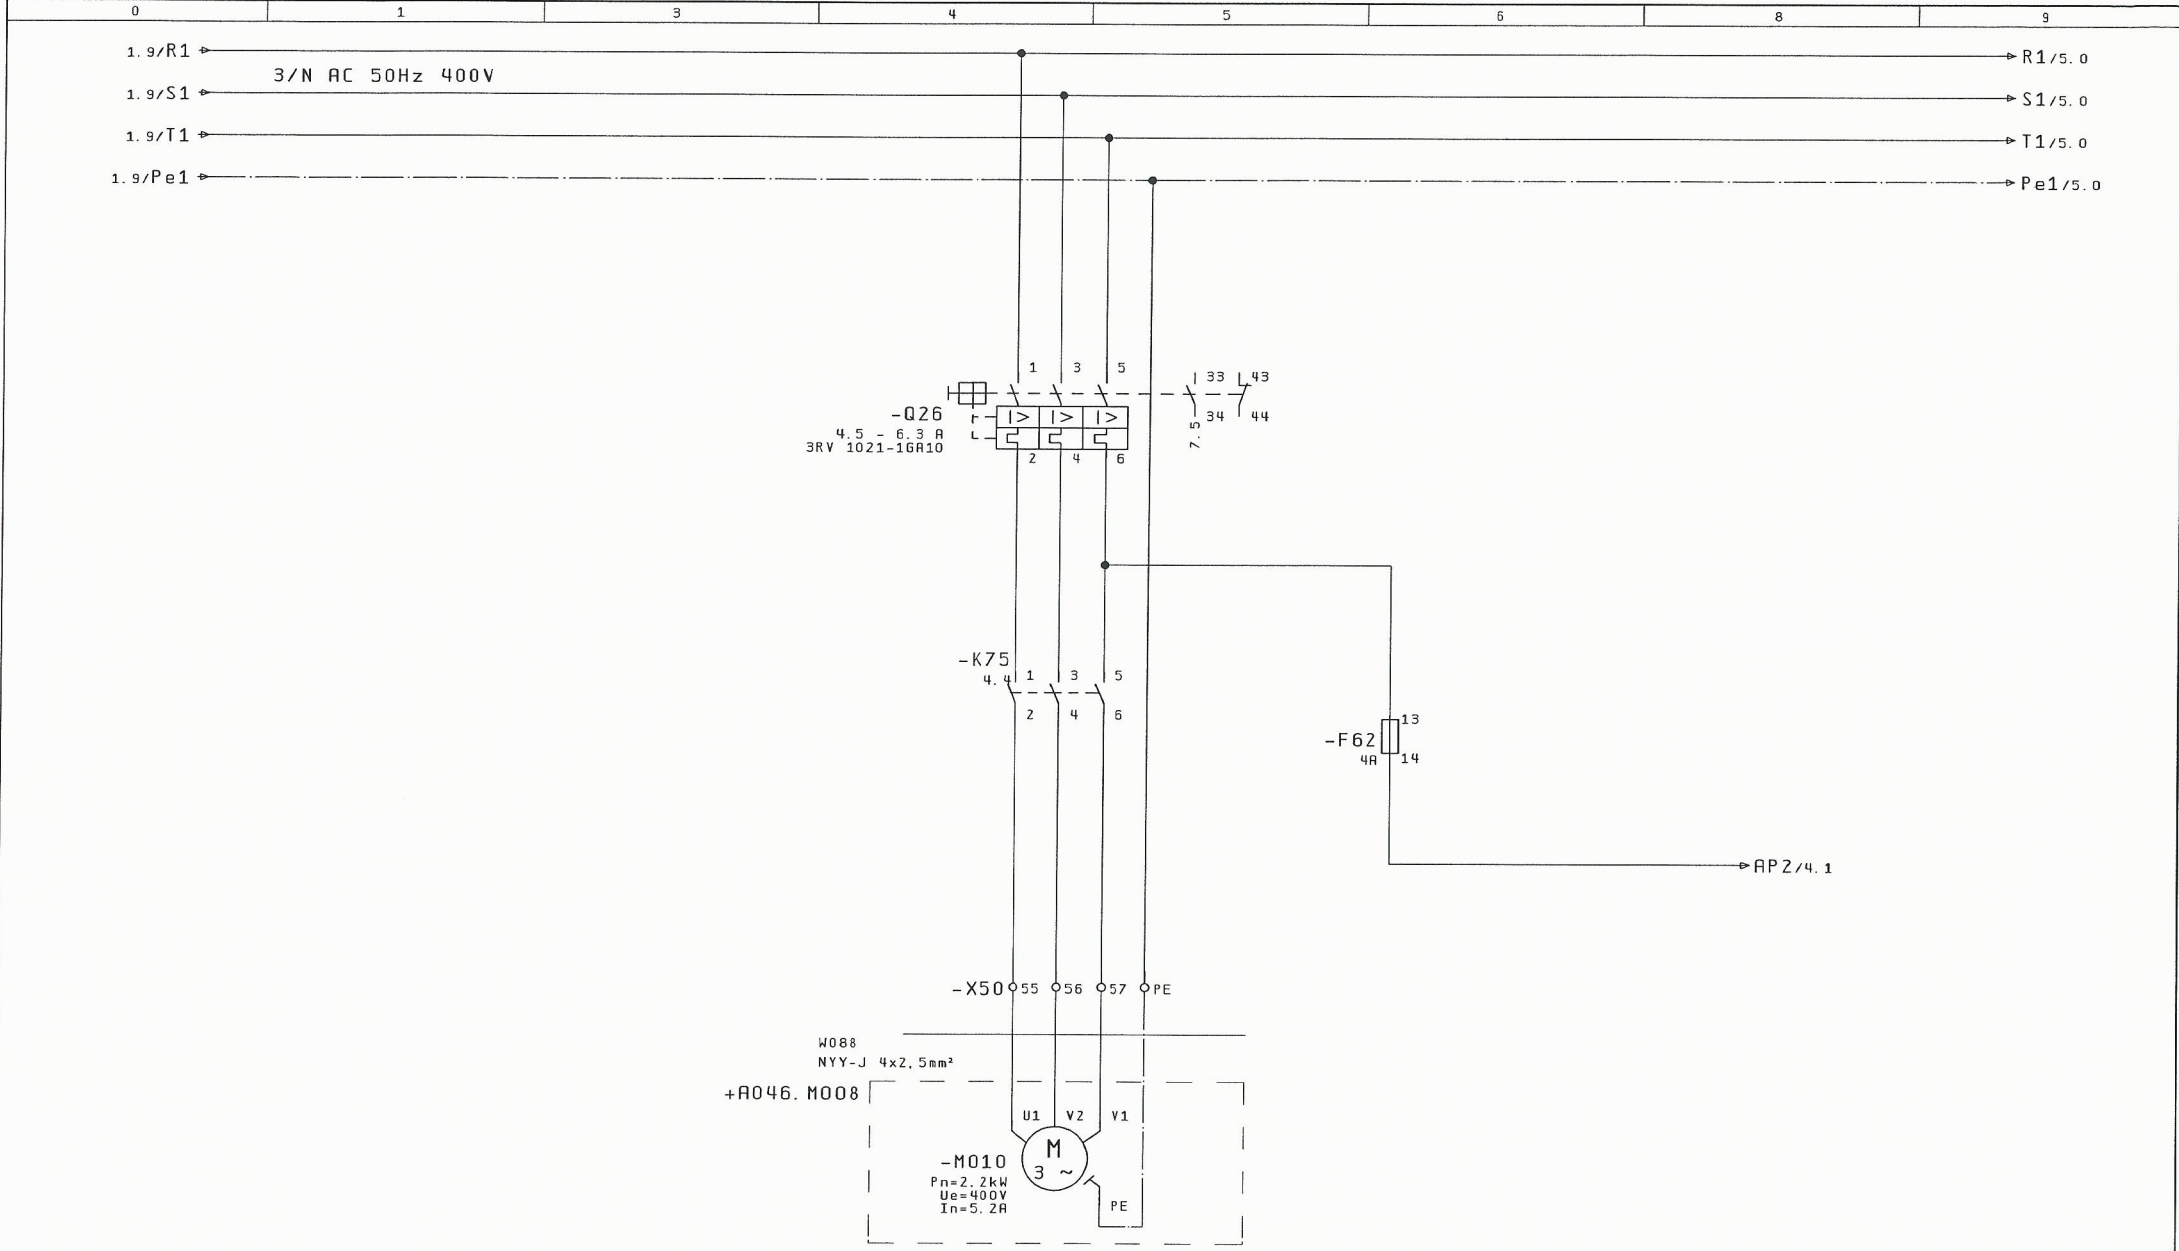 0 1 3 4 5 6 8 9
1.9/R1 R1/5.0
3/N AC 50Hz 400V
1.9/S1 S1/5.0
1.9/T1 T1/5.0
1.9/Pe1 Pe1/5.0
1 3 5 33 43
-Q26 I> I> I> 34 44
4.5 - 6.3 A
3RV 1021-1GA10
2 4 6 7.5
-K75
4.4 1 3 5
2 4 6
13
-F62
4A 14
AP2/4.1
-X50 55 56 57 PE
W088
NYY-J 4x2,5mm²
+A046.M008
U1 V2 V1
M
3 ~
-M010
Pn=2.2kW
Ue=400V
In=5.2A
PE